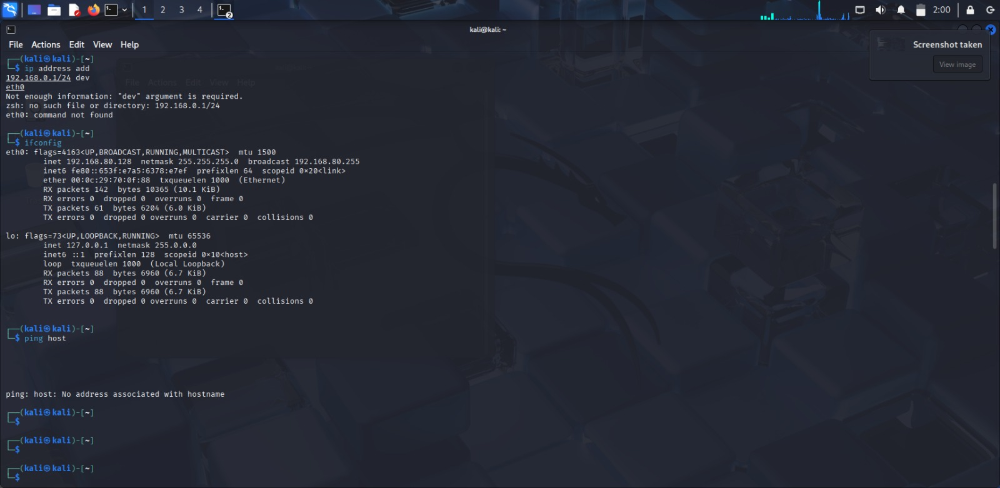 1 2 3 4 2 2:00
kali@kali: ~
File Actions Edit View Help
Screenshot taken
View image
┌──(kali㉿kali)-[~]
└─$ ip address add
192.168.0.1/24 dev
eth0
Not enough information: "dev" argument is required.
zsh: no such file or directory: 192.168.0.1/24
eth0: command not found
┌──(kali㉿kali)-[~]
└─$ ifconfig
eth0: flags=4163<UP,BROADCAST,RUNNING,MULTICAST>  mtu 1500
        inet 192.168.80.128  netmask 255.255.255.0  broadcast 192.168.80.255
        inet6 fe80::653f:e7a5:6378:e7ef  prefixlen 64  scopeid 0×20<link>
        ether 00:0c:29:70:0f:88  txqueuelen 1000  (Ethernet)
        RX packets 142  bytes 10365 (10.1 KiB)
        RX errors 0  dropped 0  overruns 0  frame 0
        TX packets 61  bytes 6204 (6.0 KiB)
        TX errors 0  dropped 0 overruns 0  carrier 0  collisions 0
lo: flags=73<UP,LOOPBACK,RUNNING>  mtu 65536
        inet 127.0.0.1  netmask 255.0.0.0
        inet6 ::1  prefixlen 128  scopeid 0×10<host>
        loop  txqueuelen 1000  (Local Loopback)
        RX packets 88  bytes 6960 (6.7 KiB)
        RX errors 0  dropped 0  overruns 0  frame 0
        TX packets 88  bytes 6960 (6.7 KiB)
        TX errors 0  dropped 0 overruns 0  carrier 0  collisions 0
┌──(kali㉿kali)-[~]
└─$ ping host
ping: host: No address associated with hostname
┌──(kali㉿kali)-[~]
└─$
┌──(kali㉿kali)-[~]
└─$
┌──(kali㉿kali)-[~]
└─$
File Actions Edit View Help